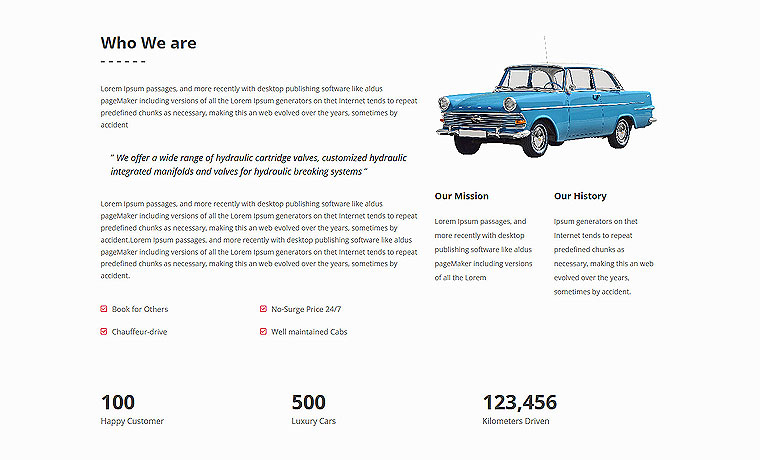 Who We are
Lorem Ipsum passages, and more recently with desktop publishing software like aldus
pageMaker including versions of all the Lorem Ipsum generators on thet Internet tends to repeat
predefined chunks as necessary, making this an web evolved over the years, sometimes by
accident
" We offer a wide range of hydraulic cartridge valves, customized hydraulic
integrated manifolds and valves for hydraulic breaking systems "
Lorem Ipsum passages, and more recently with desktop publishing software like aldus
pageMaker including versions of all the Lorem Ipsum generators on thet Internet tends to repeat
predefined chunks as necessary, making this an web evolved over the years, sometimes by
accident.Lorem Ipsum passages, and more recently with desktop publishing software like aldus
pageMaker including versions of all the Lorem Ipsum generators on thet Internet tends to repeat
predefined chunks as necessary, making this an web evolved over the years, sometimes by
accident.
Book for Others
No-Surge Price 24/7
Chauffeur-drive
Well maintained Cabs
Our Mission
Lorem Ipsum passages, and
more recently with desktop
publishing software like aldus
pageMaker including versions
of all the Lorem
Our History
Ipsum generators on thet
Internet tends to repeat
predefined chunks as
necessary, making this an web
evolved over the years,
sometimes by accident.
100
Happy Customer
500
Luxury Cars
123,456
Kilometers Driven